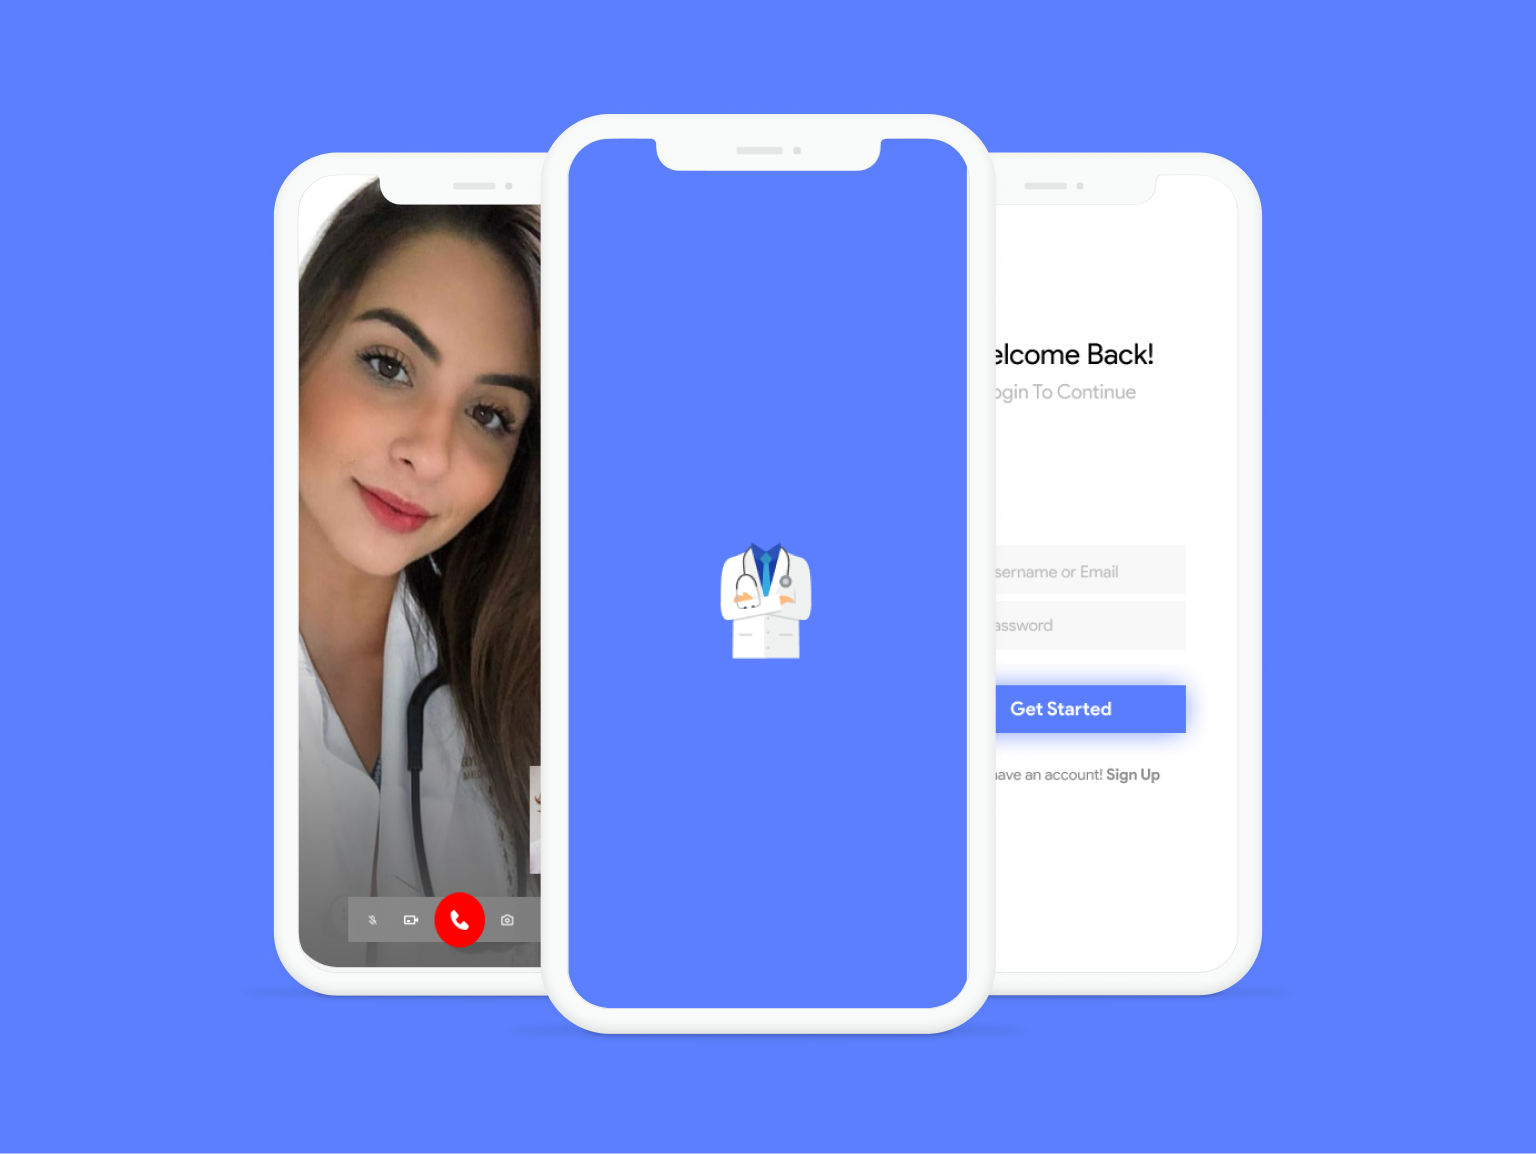 elcome Back!
ogin To Continue
sername or Email
assword
Get Started
ave an account! Sign Up